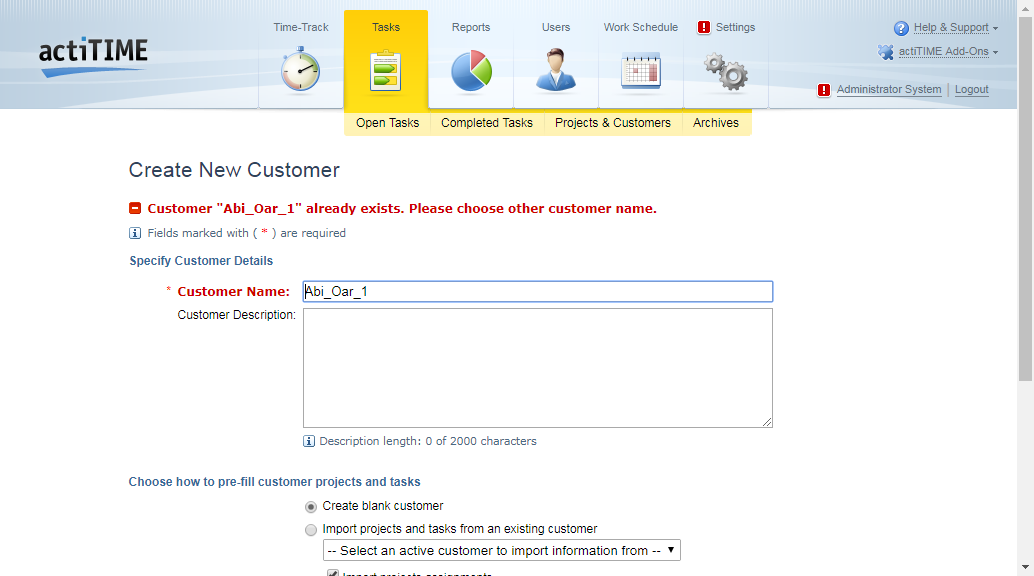 actiTIME
Time-Track
Tasks
Reports
Users
Work Schedule
! Settings
? Help & Support
actiTIME Add-Ons
! Administrator System | Logout
Open Tasks
Completed Tasks
Projects & Customers
Archives
Create New Customer
Customer "Abi_Oar_1" already exists. Please choose other customer name.
i Fields marked with ( * ) are required
Specify Customer Details
* Customer Name: Abi_Oar_1
Customer Description:
i Description length: 0 of 2000 characters
Choose how to pre-fill customer projects and tasks
Create blank customer
Import projects and tasks from an existing customer
-- Select an active customer to import information from --
Import projects assignments